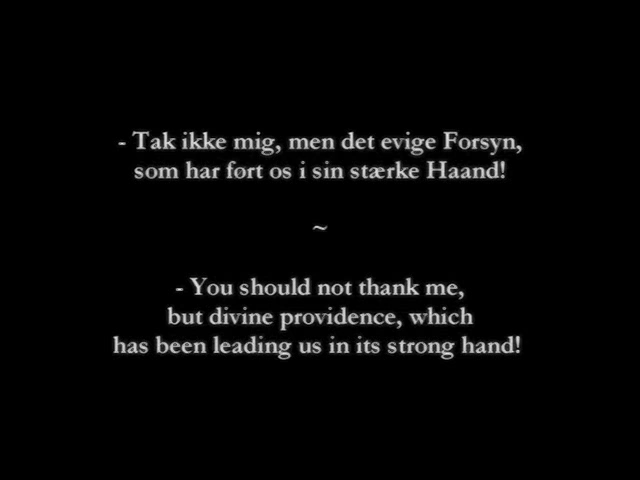 - Tak ikke mig, men det evige Forsyn,
som har ført os i sin stærke Haand!
~
- You should not thank me,
but divine providence, which
has been leading us in its strong hand!